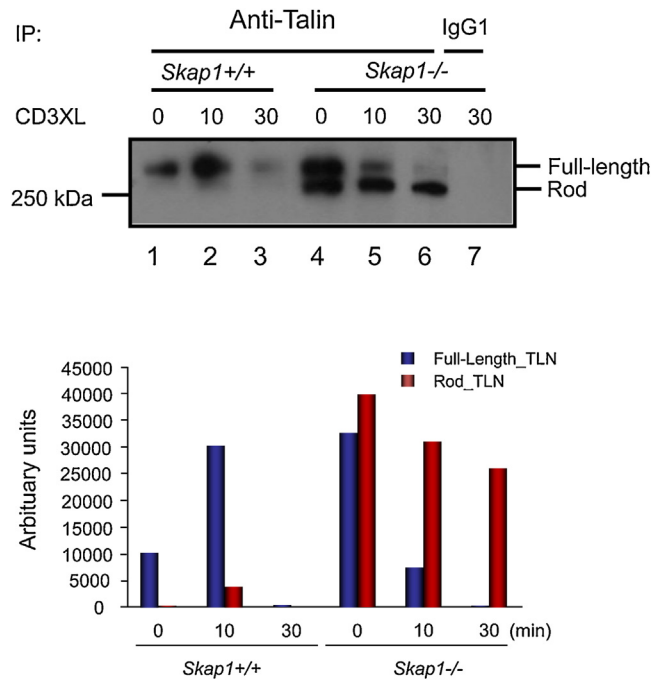 IP: Anti-Talin IgG1
Skap1+/+ Skap1-/-
CD3XL 0 10 30 0 10 30 30
Full-length
250 kDa Rod
1 2 3 4 5 6 7
Full-Length_TLN
Rod_TLN
Arbituary units
45000
40000
35000
30000
25000
20000
15000
10000
5000
0
0 10 30 0 10 30 (min)
Skap1+/+ Skap1-/-